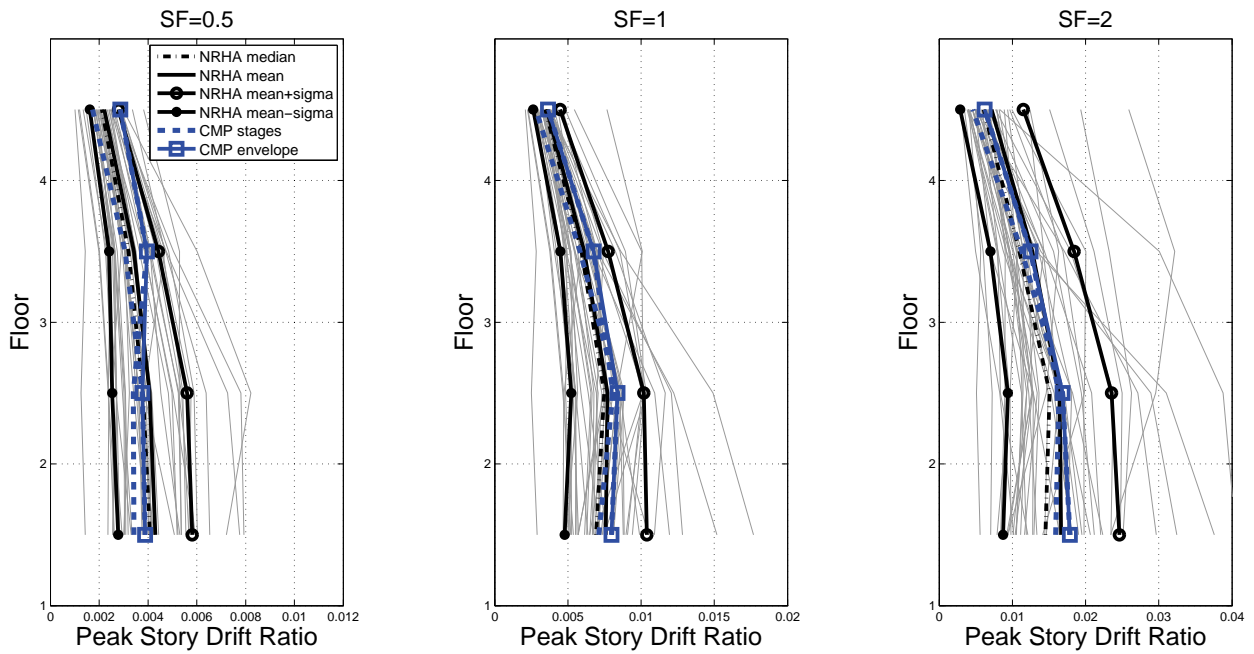 SF=0.5
SF=1
SF=2
NRHA median
NRHA mean
NRHA mean+sigma
NRHA mean−sigma
CMP stages
CMP envelope
4
3
2
1
Floor
0 0.002 0.004 0.006 0.008 0.01 0.012
Peak Story Drift Ratio
4
3
2
1
Floor
0 0.005 0.01 0.015 0.02
Peak Story Drift Ratio
4
3
2
1
Floor
0 0.01 0.02 0.03 0.04
Peak Story Drift Ratio